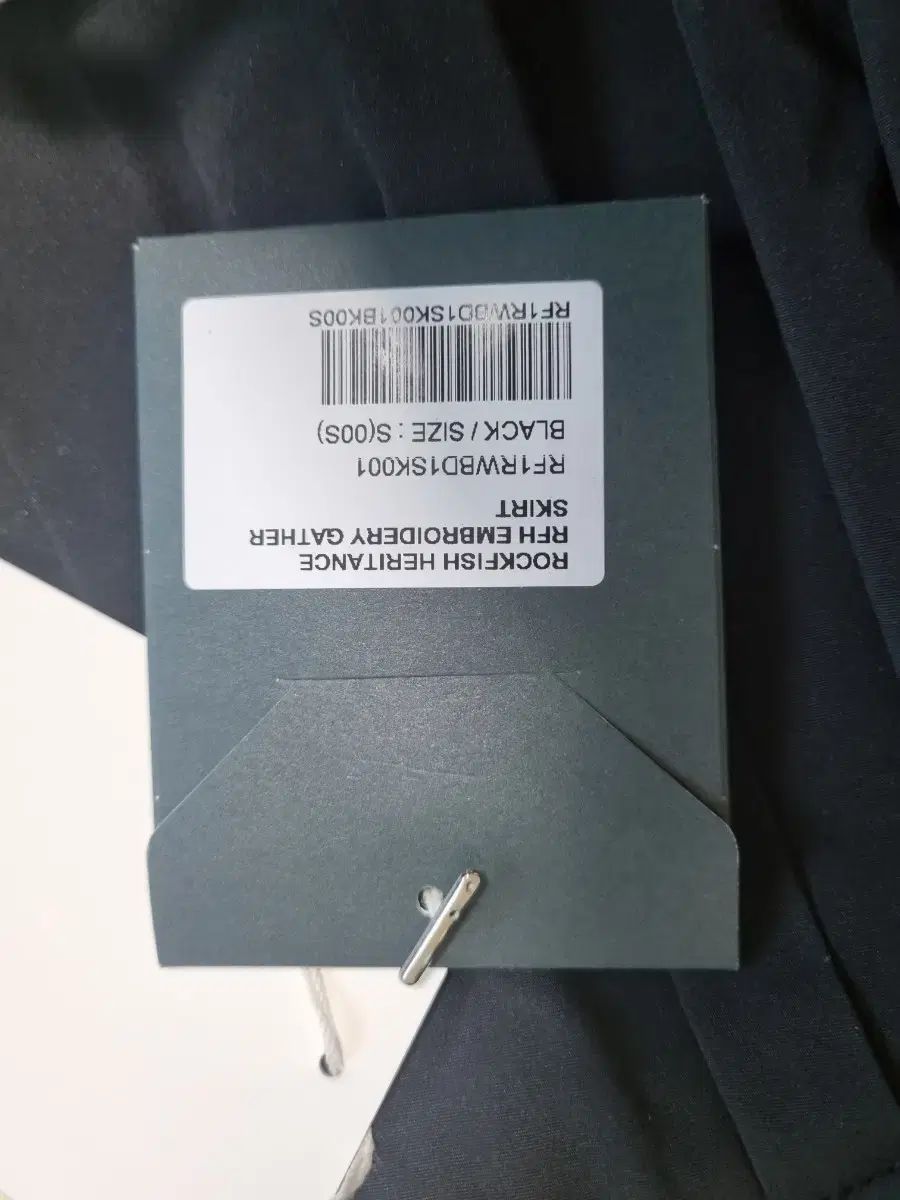 ROCKFISH HERITANCE
RFH EMBROIDERY GATHER
SKIRT
RF1RWBD1SK001
BLACK / SIZE : S(00S)
RF1RWBD1SK001BK00S